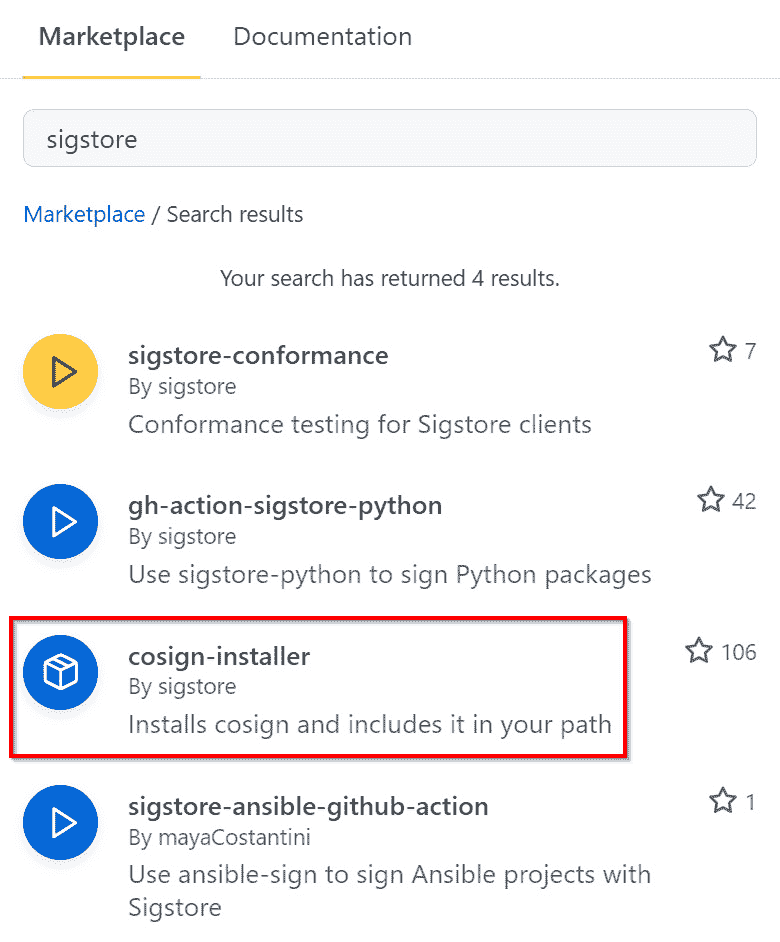 Marketplace Documentation
sigstore
Marketplace / Search results
Your search has returned 4 results.
sigstore-conformance 7
By sigstore
Conformance testing for Sigstore clients
gh-action-sigstore-python 42
By sigstore
Use sigstore-python to sign Python packages
cosign-installer 106
By sigstore
Installs cosign and includes it in your path
sigstore-ansible-github-action 1
By mayaCostantini
Use ansible-sign to sign Ansible projects with
Sigstore